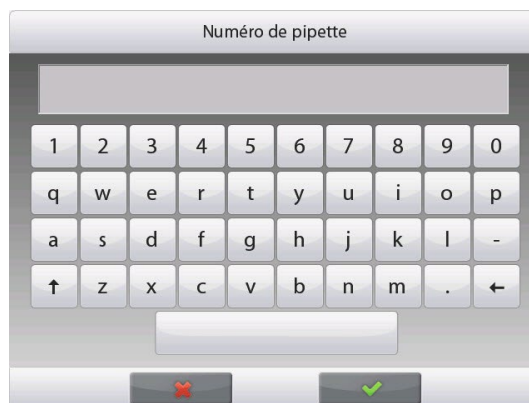 Numéro de pipette
1 2 3 4 5 6 7 8 9 0
q w e r t y u i o p
a s d f g h j k l -
↑ z x c v b n m . ←